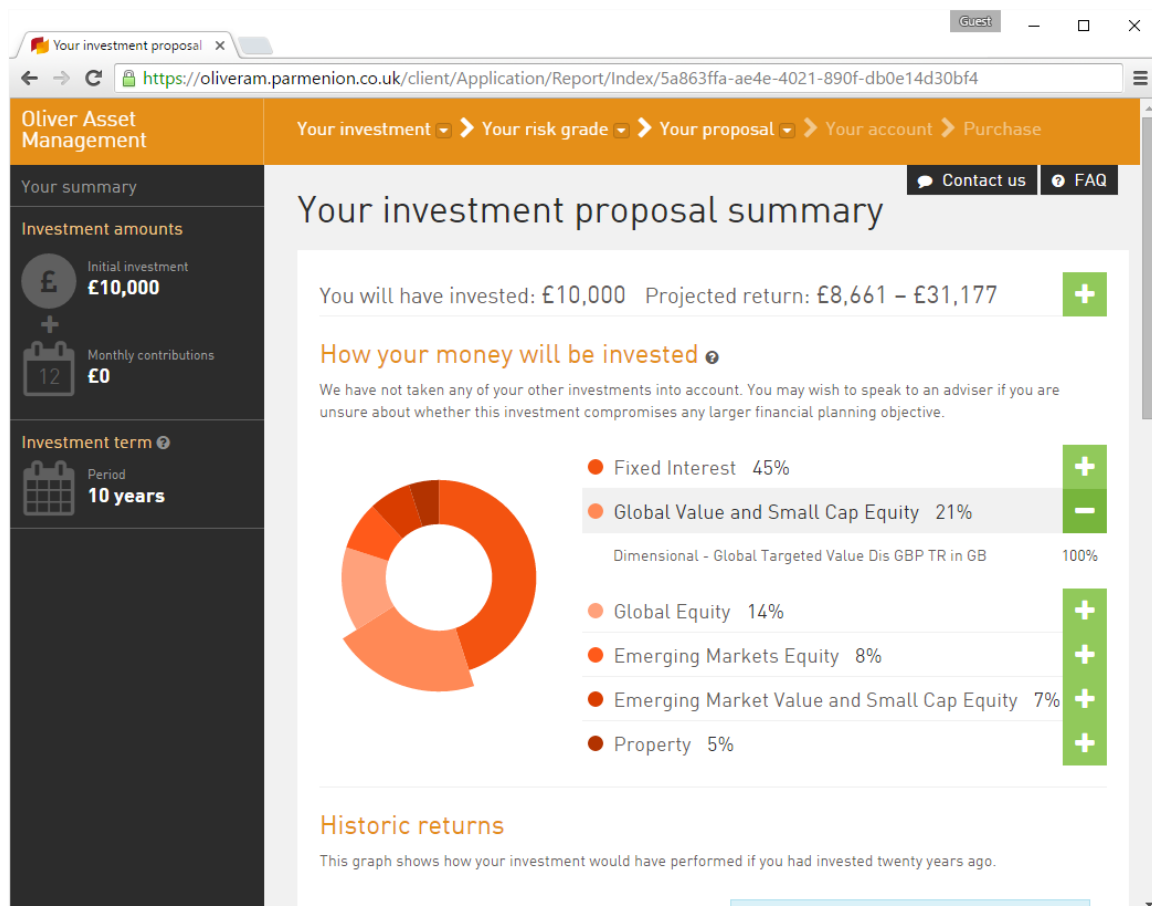 Guest
Your investment proposal
https://oliveram.parmenion.co.uk/client/Application/Report/Index/5a863ffa-ae4e-4021-890f-db0e14d30bf4
Oliver Asset
Management
Your investment Your risk grade Your proposal Your account Purchase
Contact us FAQ
Your summary
Investment amounts
£
Initial investment
£10,000
12
Monthly contributions
£0
Investment term
Period
10 years
Your investment proposal summary
You will have invested: £10,000 Projected return: £8,661 – £31,177
How your money will be invested
We have not taken any of your other investments into account. You may wish to speak to an adviser if you are
unsure about whether this investment compromises any larger financial planning objective.
Fixed Interest 45%
Global Value and Small Cap Equity 21%
Dimensional - Global Targeted Value Dis GBP TR in GB 100%
Global Equity 14%
Emerging Markets Equity 8%
Emerging Market Value and Small Cap Equity 7%
Property 5%
Historic returns
This graph shows how your investment would have performed if you had invested twenty years ago.